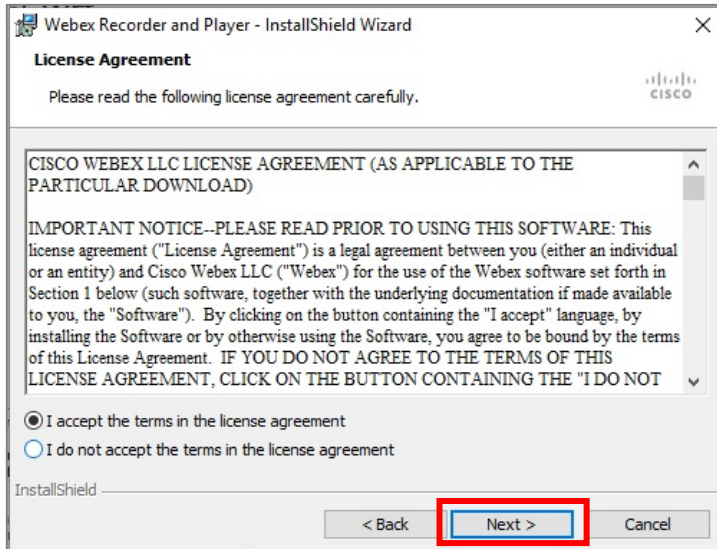 Webex Recorder and Player - InstallShield Wizard
License Agreement
Please read the following license agreement carefully.
CISCO
CISCO WEBEX LLC LICENSE AGREEMENT (AS APPLICABLE TO THE
PARTICULAR DOWNLOAD)
IMPORTANT NOTICE--PLEASE READ PRIOR TO USING THIS SOFTWARE: This
license agreement ("License Agreement") is a legal agreement between you (either an individual
or an entity) and Cisco Webex LLC ("Webex") for the use of the Webex software set forth in
Section 1 below (such software, together with the underlying documentation if made available
to you, the "Software").  By clicking on the button containing the "I accept" language, by
installing the Software or by otherwise using the Software, you agree to be bound by the terms
of this License Agreement.  IF YOU DO NOT AGREE TO THE TERMS OF THIS
LICENSE AGREEMENT, CLICK ON THE BUTTON CONTAINING THE "I DO NOT
I accept the terms in the license agreement
I do not accept the terms in the license agreement
InstallShield
< Back Next > Cancel